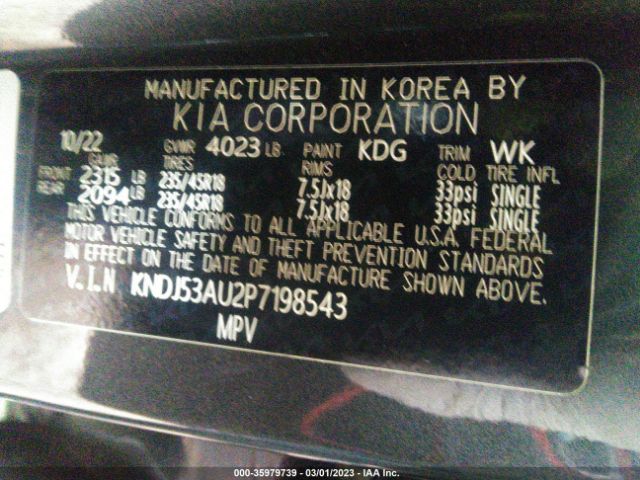 MANUFACTURED IN KOREA BY
KIA CORPORATION
10/22 GVWR 4023 LB PAINT KDG TRIM WK
GAWR TIRES RIMS COLD TIRE INFL
FRONT 2315 LB 235/45R18 7.5Jx18 33psi SINGLE
REAR 2094 LB 235/45R18 7.5Jx18 33psi SINGLE
THIS VEHICLE CONFORMS TO ALL APPLICABLE U.S.A. FEDERAL
MOTOR VEHICLE SAFETY AND THEFT PREVENTION STANDARDS
IN EFFECT ON THE DATE OF MANUFACTURE SHOWN ABOVE.
V.I.N KNDJ53AU2P7198543
MPV
000-35979739 - 03/01/2023 - IAA Inc.